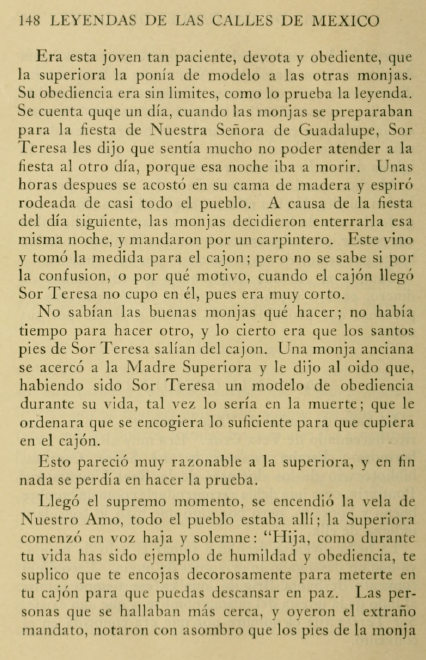 148 LEYENDAS DE LAS CALLES DE MEXICO
Era esta joven tan paciente, devota y obediente, que
la superiora la ponía de modelo a las otras monjas.
Su obediencia era sin limites, como lo prueba la leyenda.
Se cuenta quqe un día, cuando las monjas se preparaban
para la fiesta de Nuestra Señora de Guadalupe, Sor
Teresa les dijo que sentía mucho no poder atender a la
fiesta al otro día, porque esa noche iba a morir. Unas
horas despues se acostó en su cama de madera y espiró
rodeada de casi todo el pueblo. A causa de la fiesta
del día siguiente, las monjas decidieron enterrarla esa
misma noche, y mandaron por un carpintero. Este vino
y tomó la medida para el cajon; pero no se sabe si por
la confusion, o por qué motivo, cuando el cajón llegó
Sor Teresa no cupo en él, pues era muy corto.
No sabían las buenas monjas qué hacer; no había
tiempo para hacer otro, y lo cierto era que los santos
pies de Sor Teresa salían del cajon. Una monja anciana
se acercó a la Madre Superiora y le dijo al oido que,
habiendo sido Sor Teresa un modelo de obediencia
durante su vida, tal vez lo sería en la muerte; que le
ordenara que se encogiera lo suficiente para que cupiera
en el cajón.
Esto pareció muy razonable a la superiora, y en fin
nada se perdía en hacer la prueba.
Llegó el supremo momento, se encendió la vela de
Nuestro Amo, todo el pueblo estaba allí; la Superiora
comenzó en voz haja y solemne: “Hija, como durante
tu vida has sido ejemplo de humildad y obediencia, te
suplico que te encojas decorosamente para meterte en
tu cajón para que puedas descansar en paz. Las per-
sonas que se hallaban más cerca, y oyeron el extraño
mandato, notaron con asombro que los pies de la monja